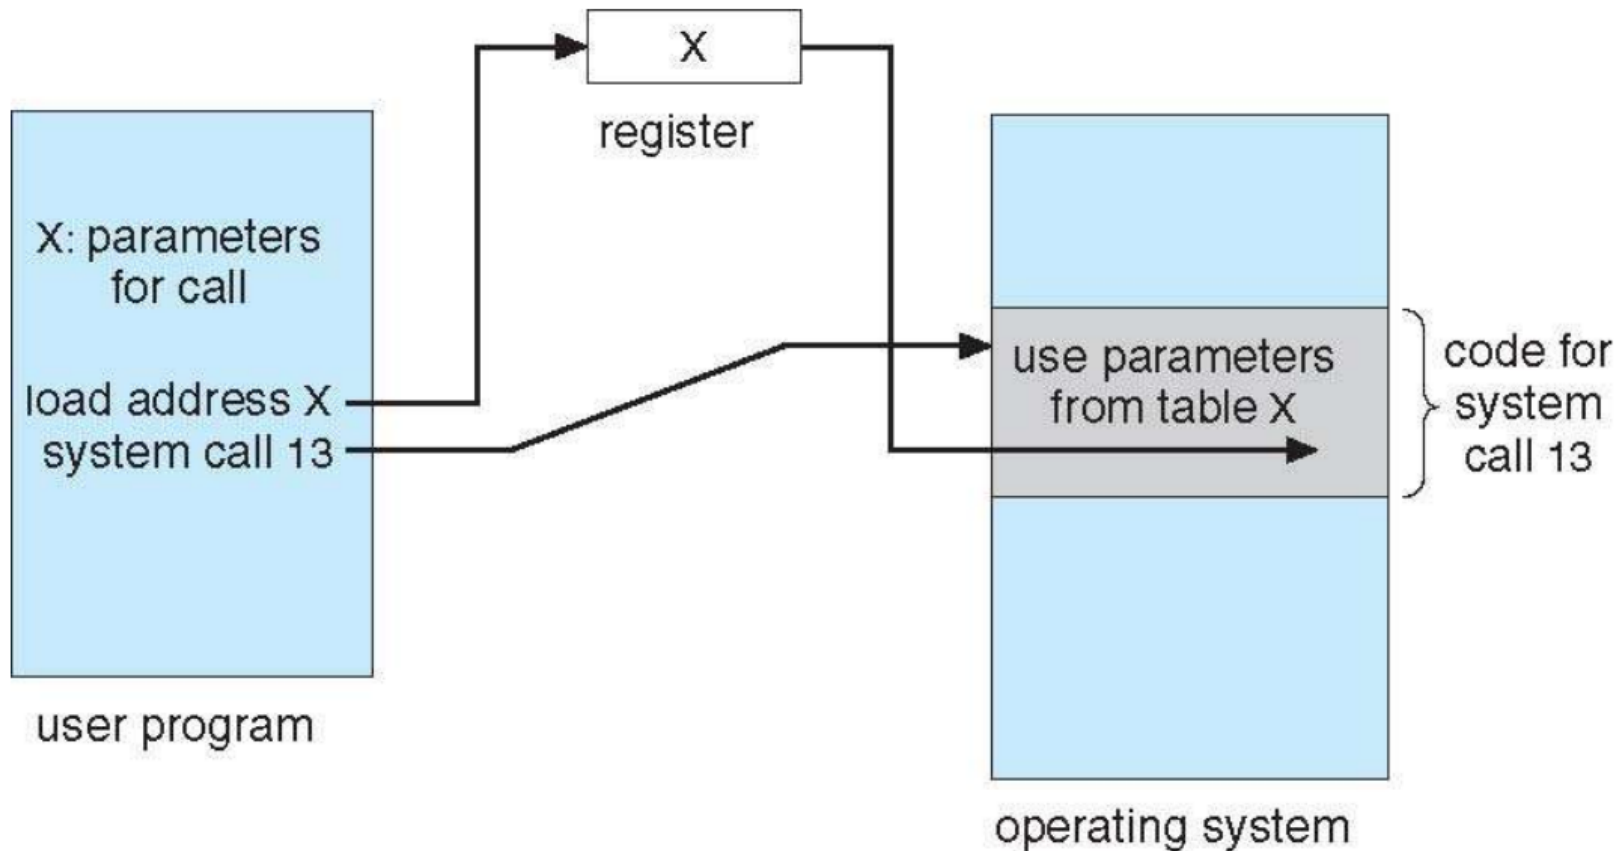 X
register
X: parameters
for call
load address X
system call 13
user program
use parameters
from table X
code for
system
call 13
operating system